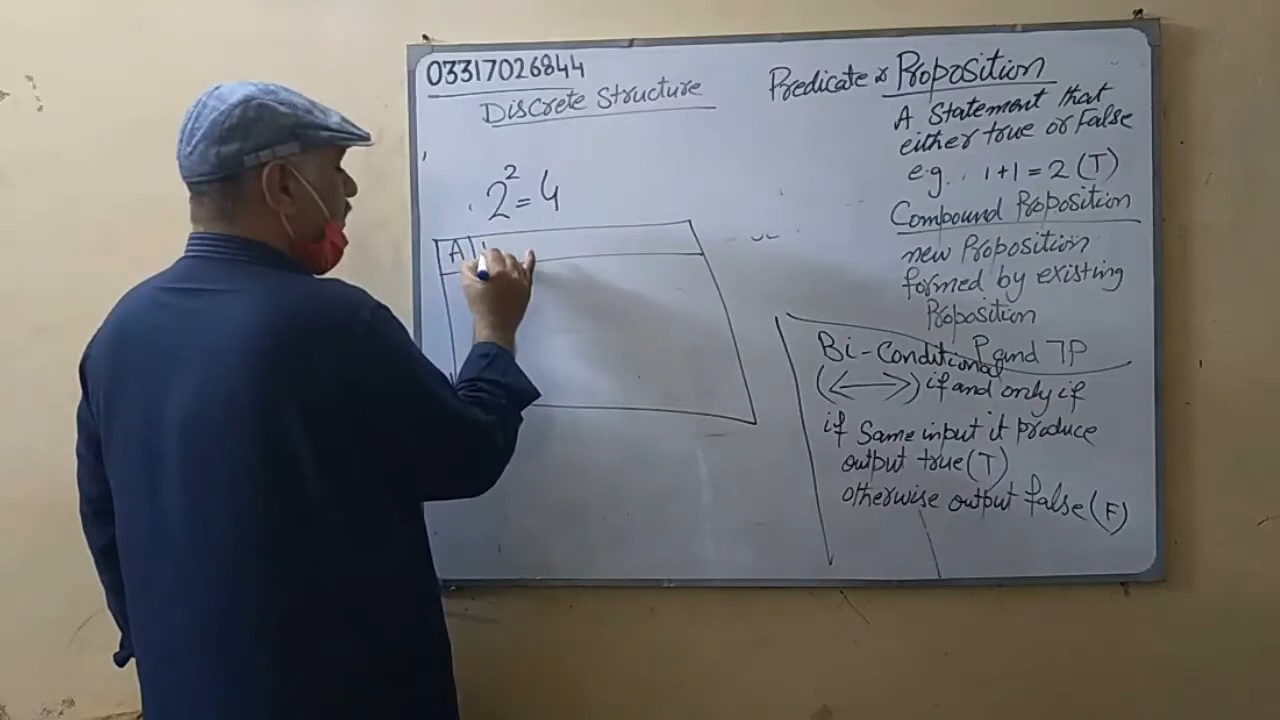 03317026844
Discrete Structure
2² = 4
A
Predicate or Proposition
A Statement that
either true or False
e.g. 1+1=2 (T)
Compound Proposition
new Proposition
formed by existing
Proposition
Bi-Conditional P and ¬P
(⟷) if and only if
if Same input it produce
output true (T)
otherwise output false (F)